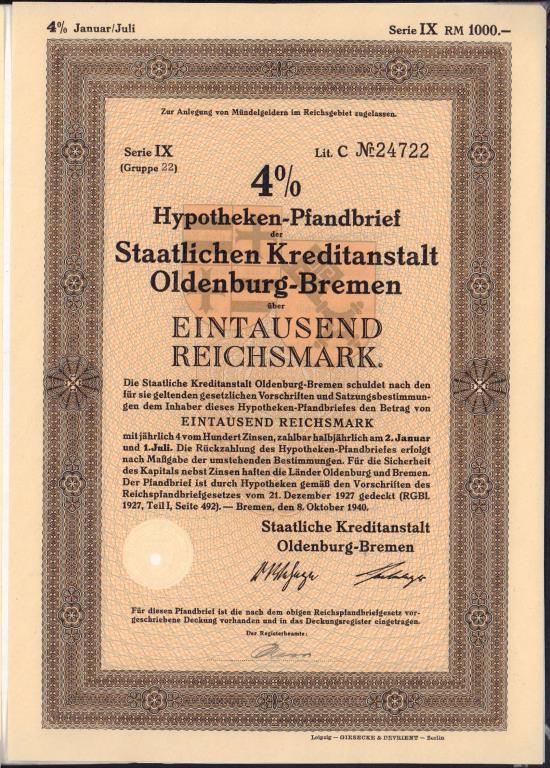 4% Januar/Juli
Serie IX RM 1000.—
Zur Anlegung von Mündelgeldern im Reichsgebiet zugelassen.
Serie IX
Lit. C № 24722
(Gruppe 22)
4%
Hypotheken-Pfandbrief
der
Staatlichen Kreditanstalt
Oldenburg-Bremen
über
EINTAUSEND
REICHSMARK.
Die Staatliche Kreditanstalt Oldenburg-Bremen schuldet nach den
für sie geltenden gesetzlichen Vorschriften und Satzungsbestimmun-
gen dem Inhaber dieses Hypotheken-Pfandbriefes den Betrag von
EINTAUSEND REICHSMARK
mit jährlich 4 vom Hundert Zinsen, zahlbar halbjährlich am 2. Januar
und 1. Juli. Die Rückzahlung des Hypotheken-Pfandbriefes erfolgt
nach Maßgabe der umstehenden Bestimmungen. Für die Sicherheit
des Kapitals nebst Zinsen haften die Länder Oldenburg und Bremen.
Der Pfandbrief ist durch Hypotheken gemäß den Vorschriften des
Reichspfandbriefgesetzes vom 21. Dezember 1927 gedeckt (RGBl.
1927, Teil I, Seite 492). — Bremen, den 8. Oktober 1940.
Staatliche Kreditanstalt
Oldenburg-Bremen
Für diesen Pfandbrief ist die nach dem obigen Reichspfandbriefgesetz vor-
geschriebene Deckung vorhanden und in das Deckungsregister eingetragen.
Der Registerbeamte:
Leipzig — GIESECKE & DEVRIENT — Berlin